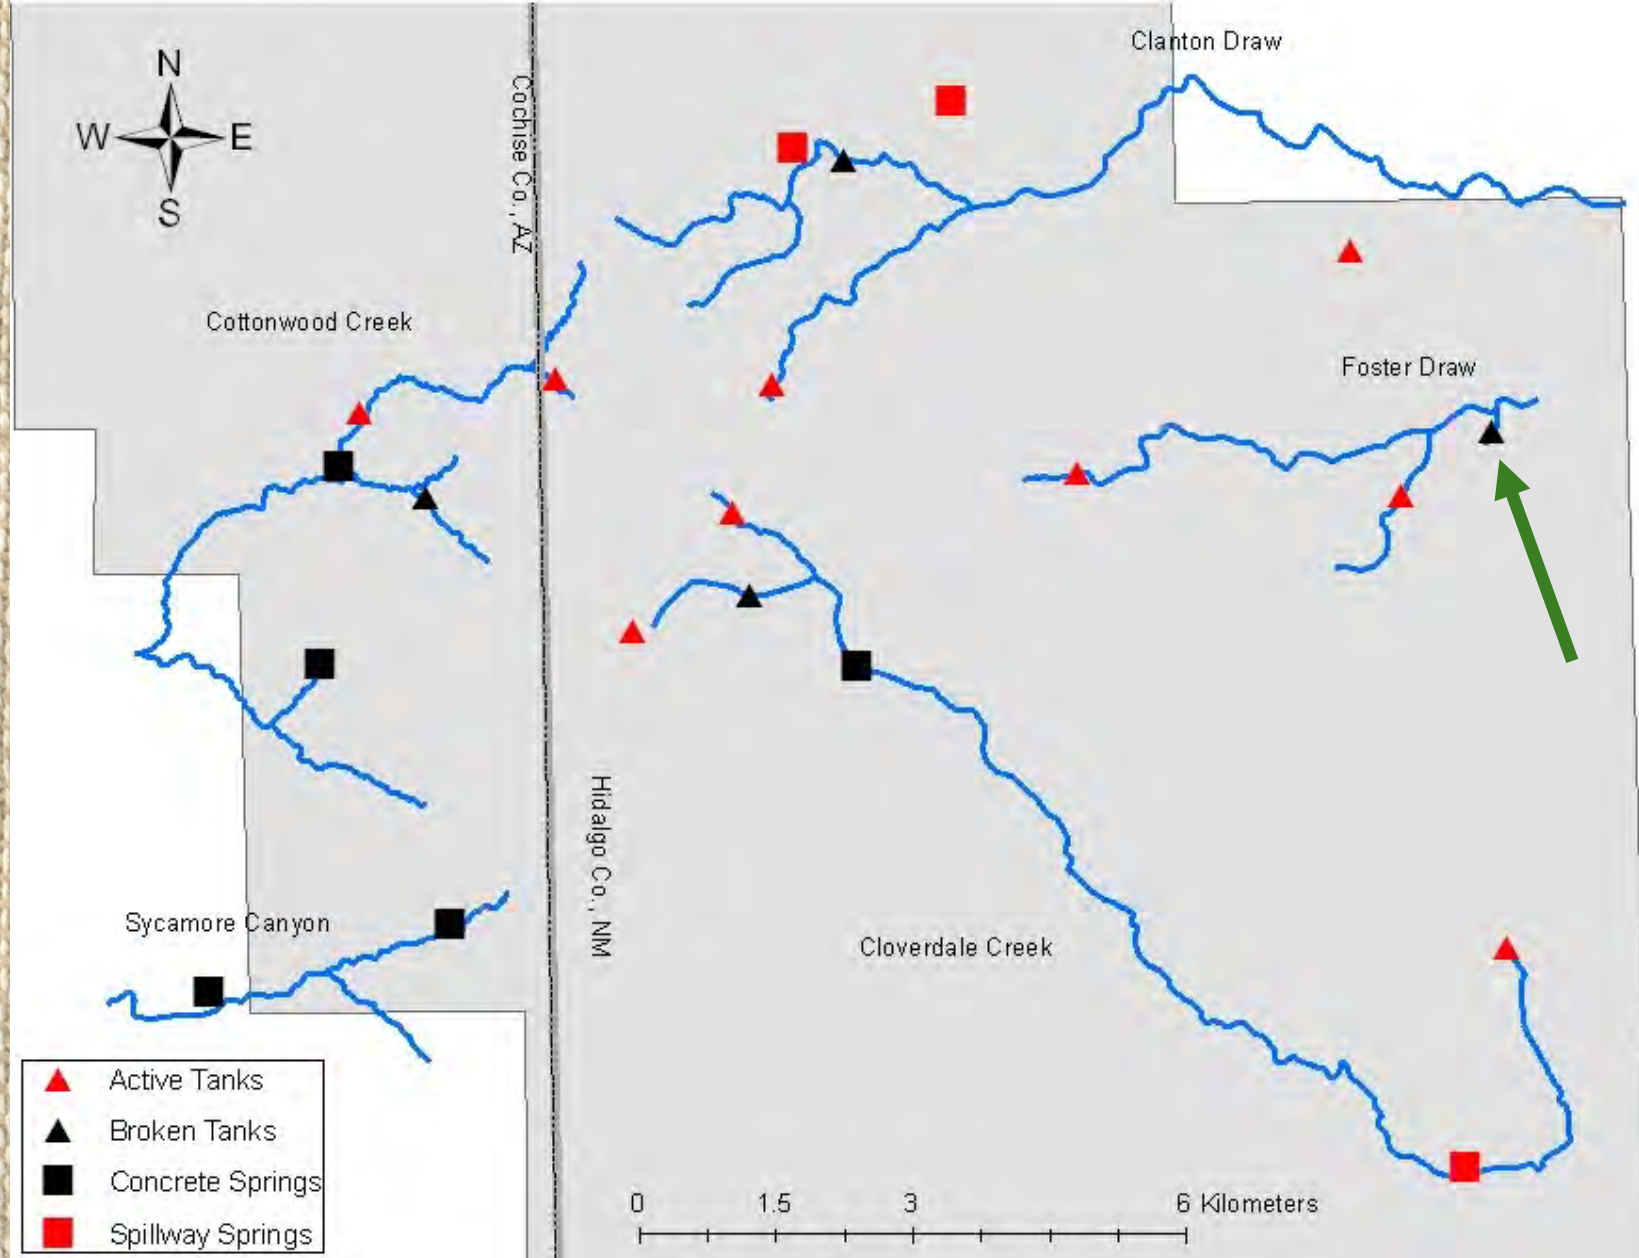 Clanton Draw
N
W E
S
Cochise Co., AZ
Cottonwood Creek
Foster Draw
Hidalgo Co., NM
Sycamore Canyon
Cloverdale Creek
Active Tanks
Broken Tanks
Concrete Springs
Spillway Springs
0 1.5 3 6 Kilometers